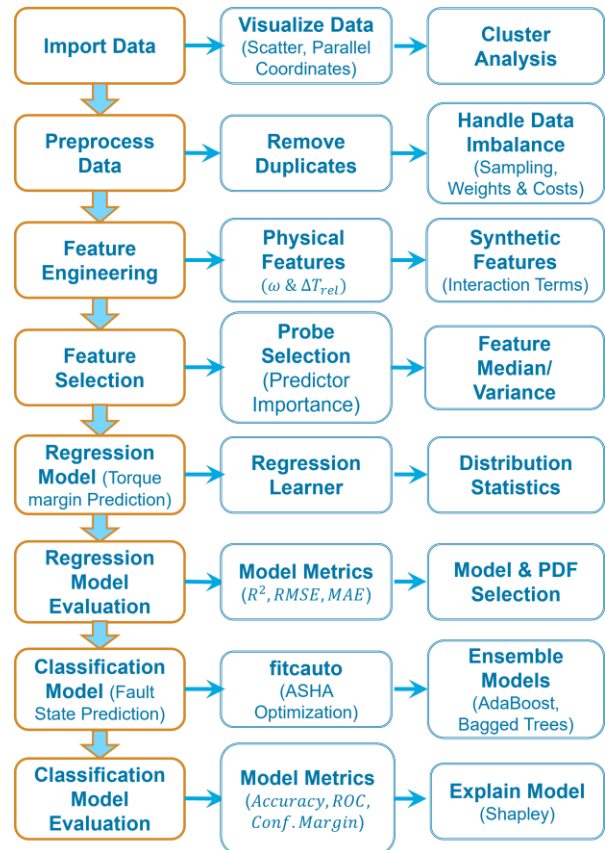 Import Data
Visualize Data
(Scatter, Parallel
Coordinates)
Cluster
Analysis
Preprocess
Data
Remove
Duplicates
Handle Data
Imbalance
(Sampling,
Weights & Costs)
Feature
Engineering
Physical
Features
(ω & ΔT_rel)
Synthetic
Features
(Interaction Terms)
Feature
Selection
Probe
Selection
(Predictor
Importance)
Feature
Median/
Variance
Regression
Model (Torque
margin Prediction)
Regression
Learner
Distribution
Statistics
Regression
Model
Evaluation
Model Metrics
(R², RMSE, MAE)
Model & PDF
Selection
Classification
Model (Fault
State Prediction)
fitcauto
(ASHA
Optimization)
Ensemble
Models
(AdaBoost,
Bagged Trees)
Classification
Model
Evaluation
Model Metrics
(Accuracy, ROC,
Conf. Margin)
Explain Model
(Shapley)